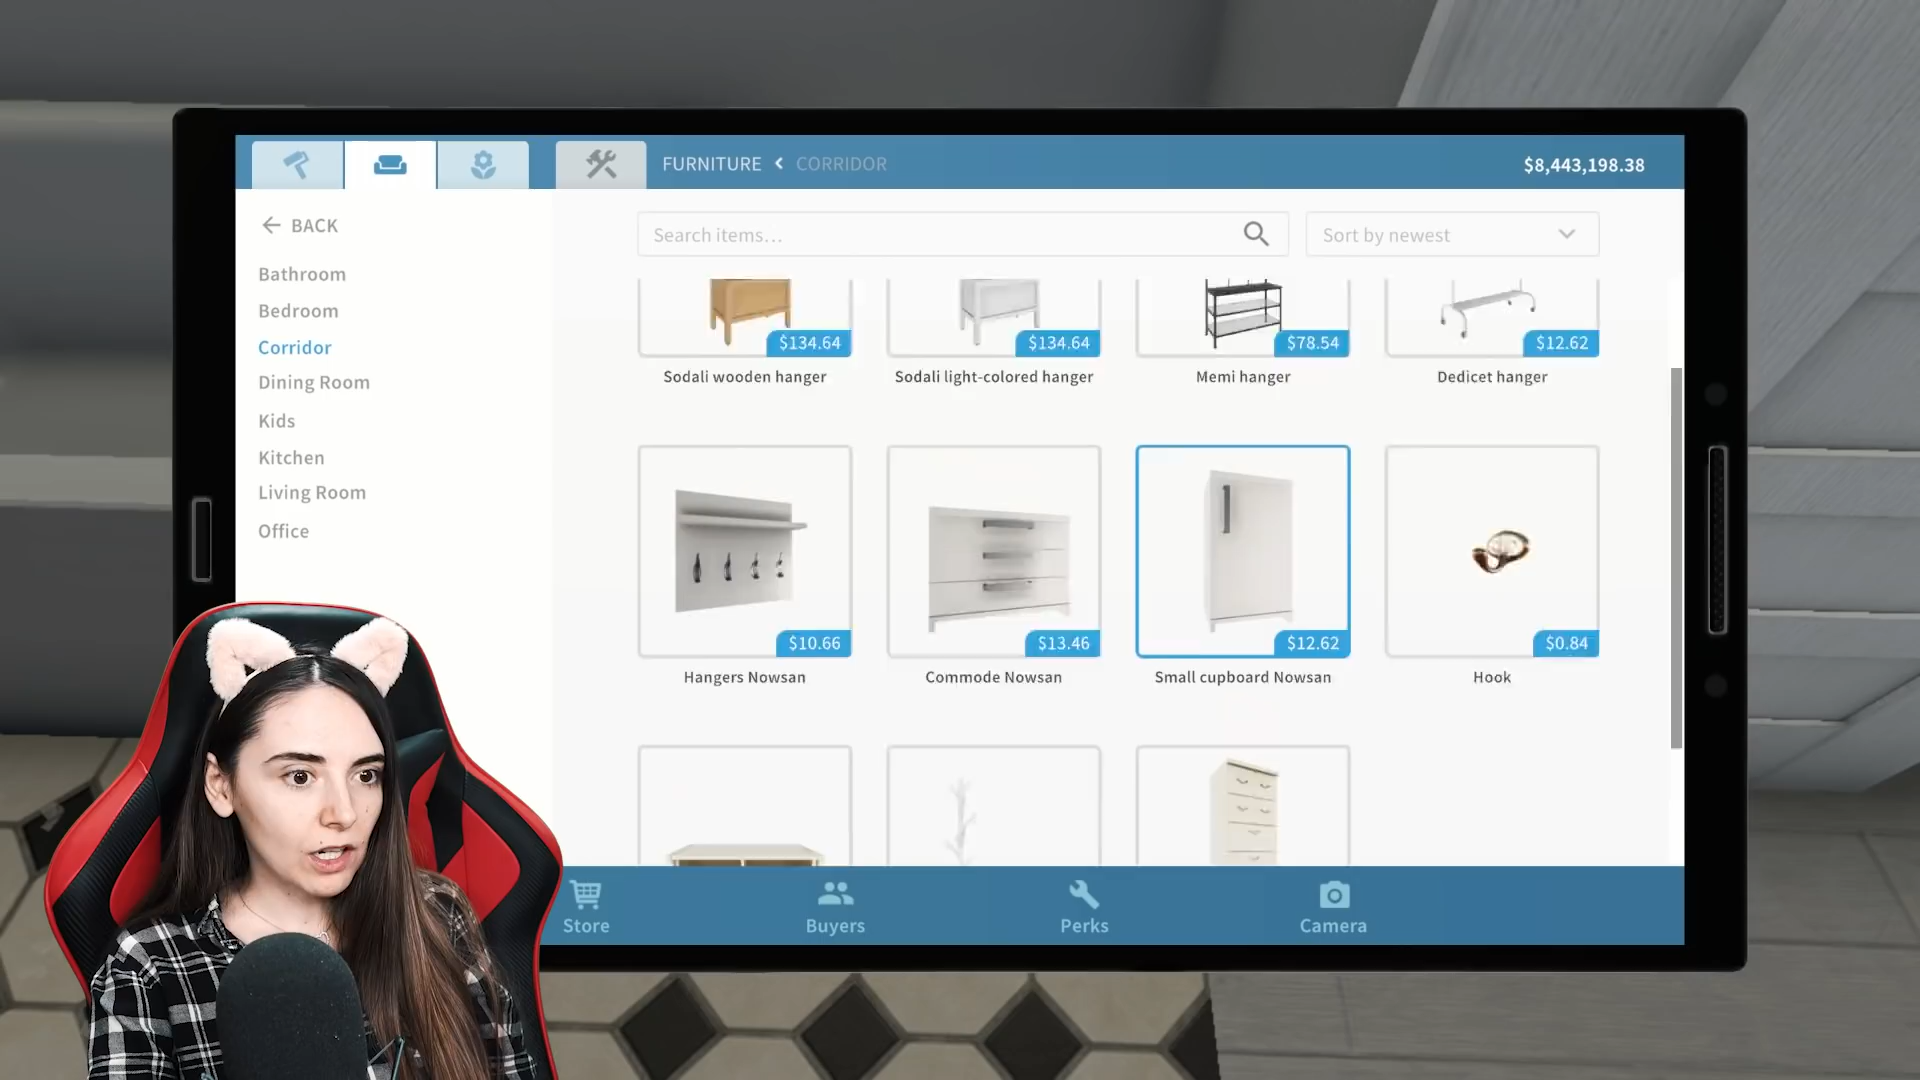 FURNITURE < CORRIDOR
$8,443,198.38
BACK
Search items...
Sort by newest
Bathroom
Bedroom
Corridor
Dining Room
Kids
Kitchen
Living Room
Office
$134.64
$134.64
$78.54
$12.62
Sodali wooden hanger
Sodali light-colored hanger
Memi hanger
Dedicet hanger
$10.66
$13.46
$12.62
$0.84
Hangers Nowsan
Commode Nowsan
Small cupboard Nowsan
Hook
Store
Buyers
Perks
Camera